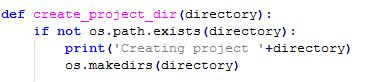 def create_project_dir(directory):
    if not os.path.exists(directory):
        print('Creating project '+directory)
        os.makedirs(directory)